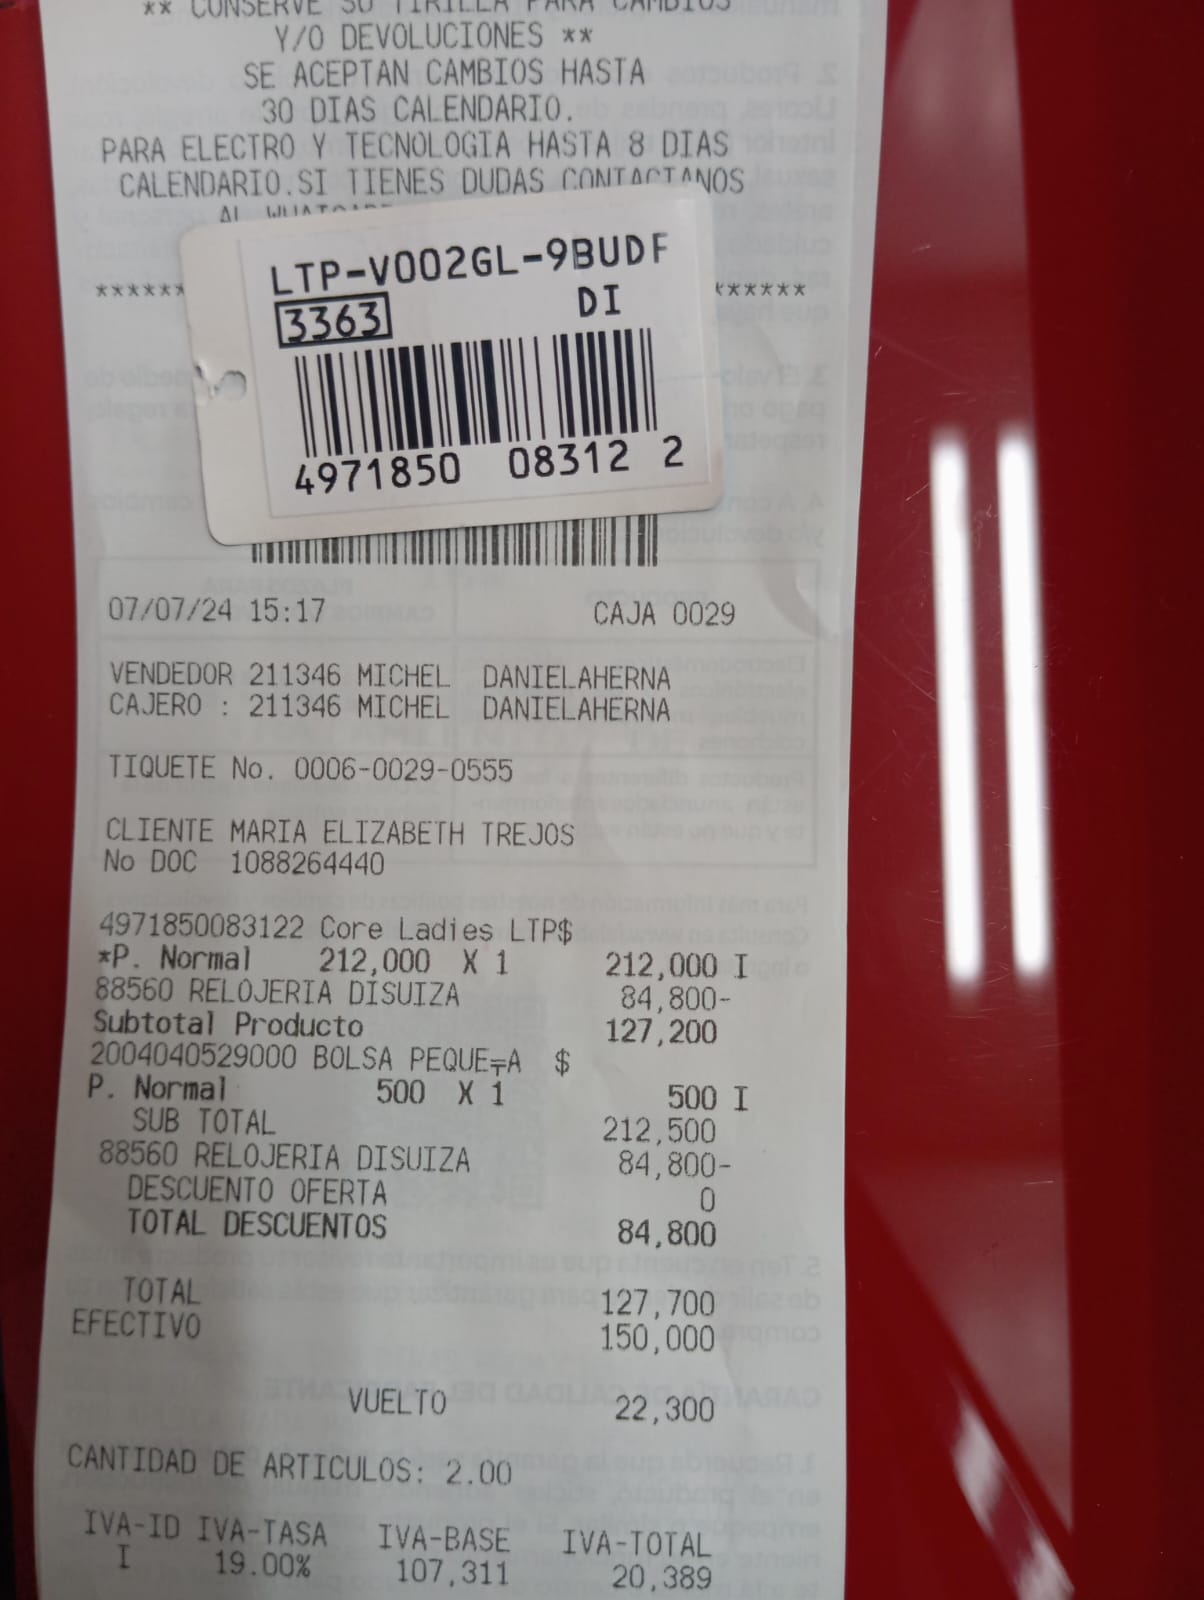 ** CONSERVE SU TIRILLA PARA CAMBIOS
Y/O DEVOLUCIONES **
SE ACEPTAN CAMBIOS HASTA
30 DIAS CALENDARIO.
PARA ELECTRO Y TECNOLOGIA HASTA 8 DIAS
CALENDARIO.SI TIENES DUDAS CONTACTANOS
AL
LTP-V002GL-9BUDF
3363 DI
4971850 08312 2
07/07/24 15:17 CAJA 0029
VENDEDOR 211346 MICHEL DANIELAHERNA
CAJERO : 211346 MICHEL DANIELAHERNA
TIQUETE No. 0006-0029-0555
CLIENTE MARIA ELIZABETH TREJOS
No DOC 1088264440
4971850083122 Core Ladies LTP$
*P. Normal 212,000 X 1 212,000 I
88560 RELOJERIA DISUIZA 84,800-
Subtotal Producto 127,200
2004040529000 BOLSA PEQUE╤A $
P. Normal 500 X 1 500 I
SUB TOTAL 212,500
88560 RELOJERIA DISUIZA 84,800-
DESCUENTO OFERTA 0
TOTAL DESCUENTOS 84,800
TOTAL 127,700
EFECTIVO 150,000
VUELTO 22,300
CANTIDAD DE ARTICULOS: 2.00
IVA-ID IVA-TASA IVA-BASE IVA-TOTAL
I 19.00% 107,311 20,389